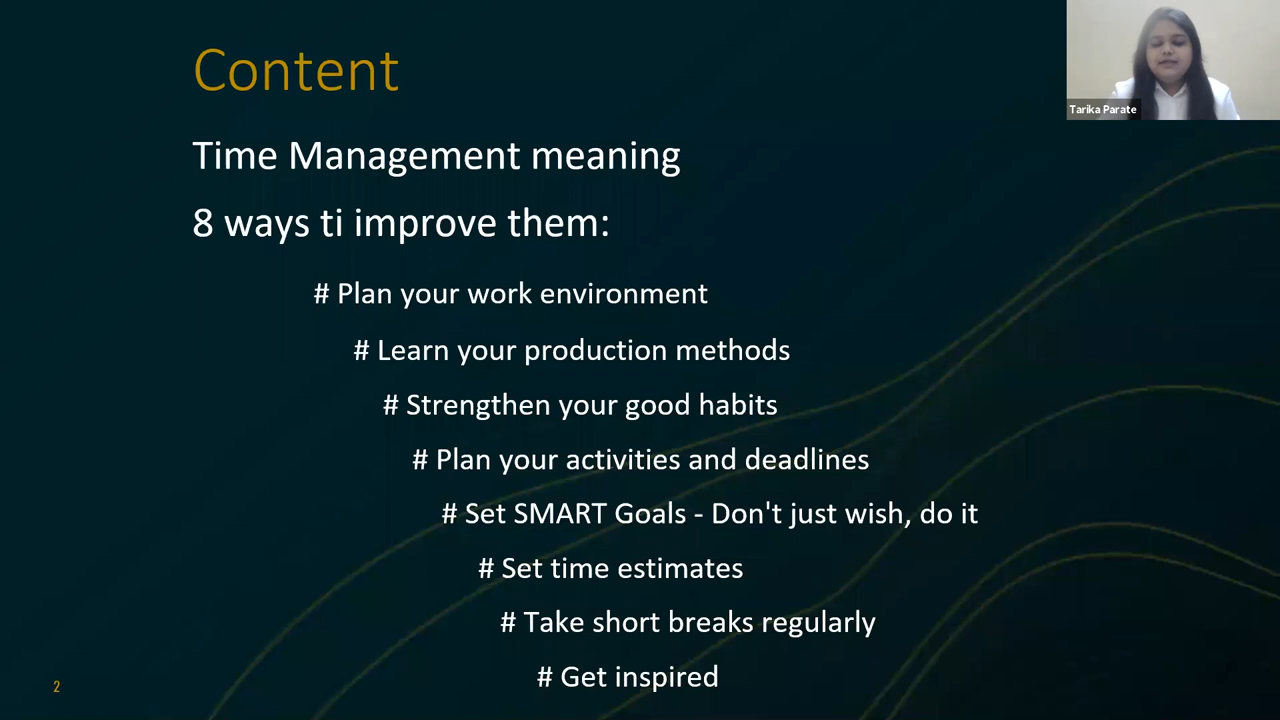 Content
Tarika Parate
Time Management meaning
8 ways ti improve them:
# Plan your work environment
# Learn your production methods
# Strengthen your good habits
# Plan your activities and deadlines
# Set SMART Goals - Don't just wish, do it
# Set time estimates
# Take short breaks regularly
# Get inspired
2